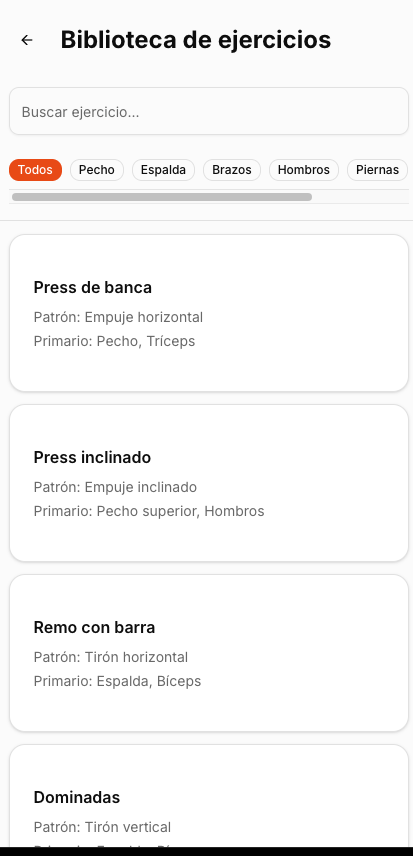 Biblioteca de ejercicios
Buscar ejercicio...
Todos Pecho Espalda Brazos Hombros Piernas
Press de banca
Patrón: Empuje horizontal
Primario: Pecho, Tríceps
Press inclinado
Patrón: Empuje inclinado
Primario: Pecho superior, Hombros
Remo con barra
Patrón: Tirón horizontal
Primario: Espalda, Bíceps
Dominadas
Patrón: Tirón vertical